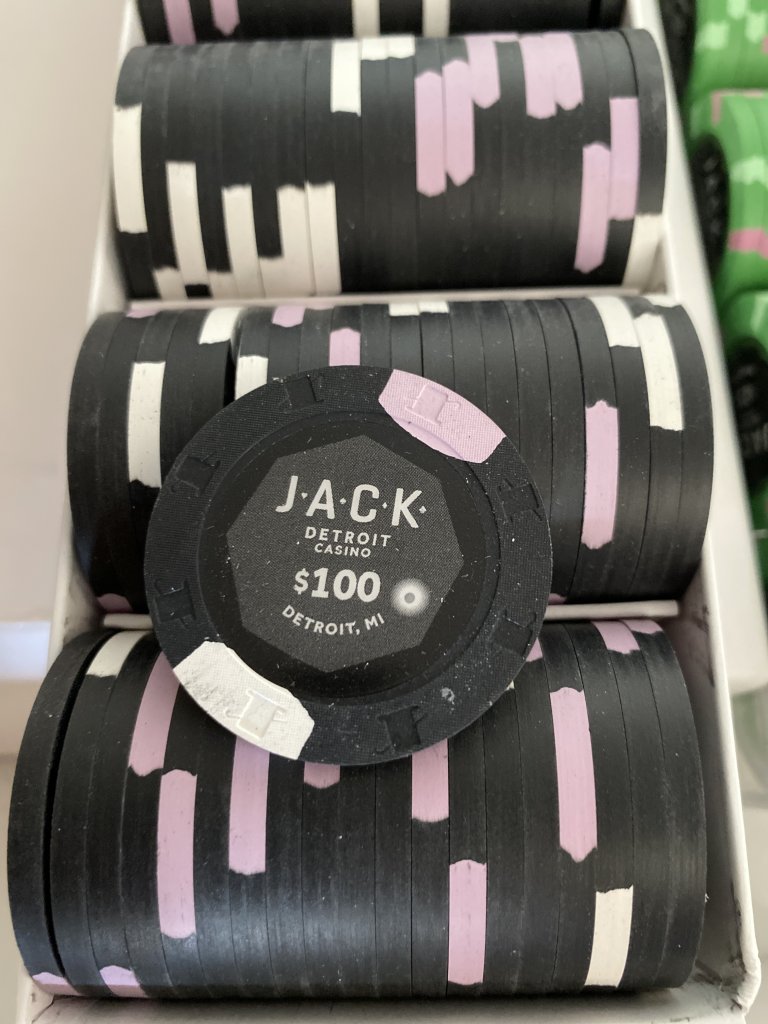 J·A·C·K·
DETROIT
CASINO
$100
DETROIT, MI